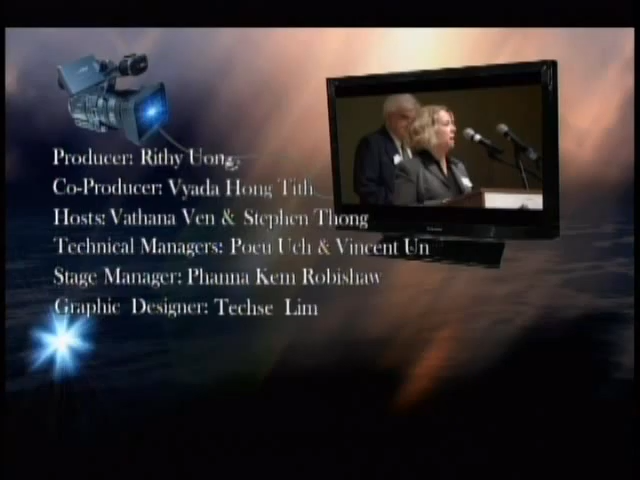 Producer: Rithy Uong
Co-Producer: Vyada Hong Tith
Hosts: Vathana Ven & Stephen Thong
Technical Managers: Poeu Uch & Vincent Un
Stage Manager: Phanna Kem Robishaw
Graphic Designer: Techse Lim